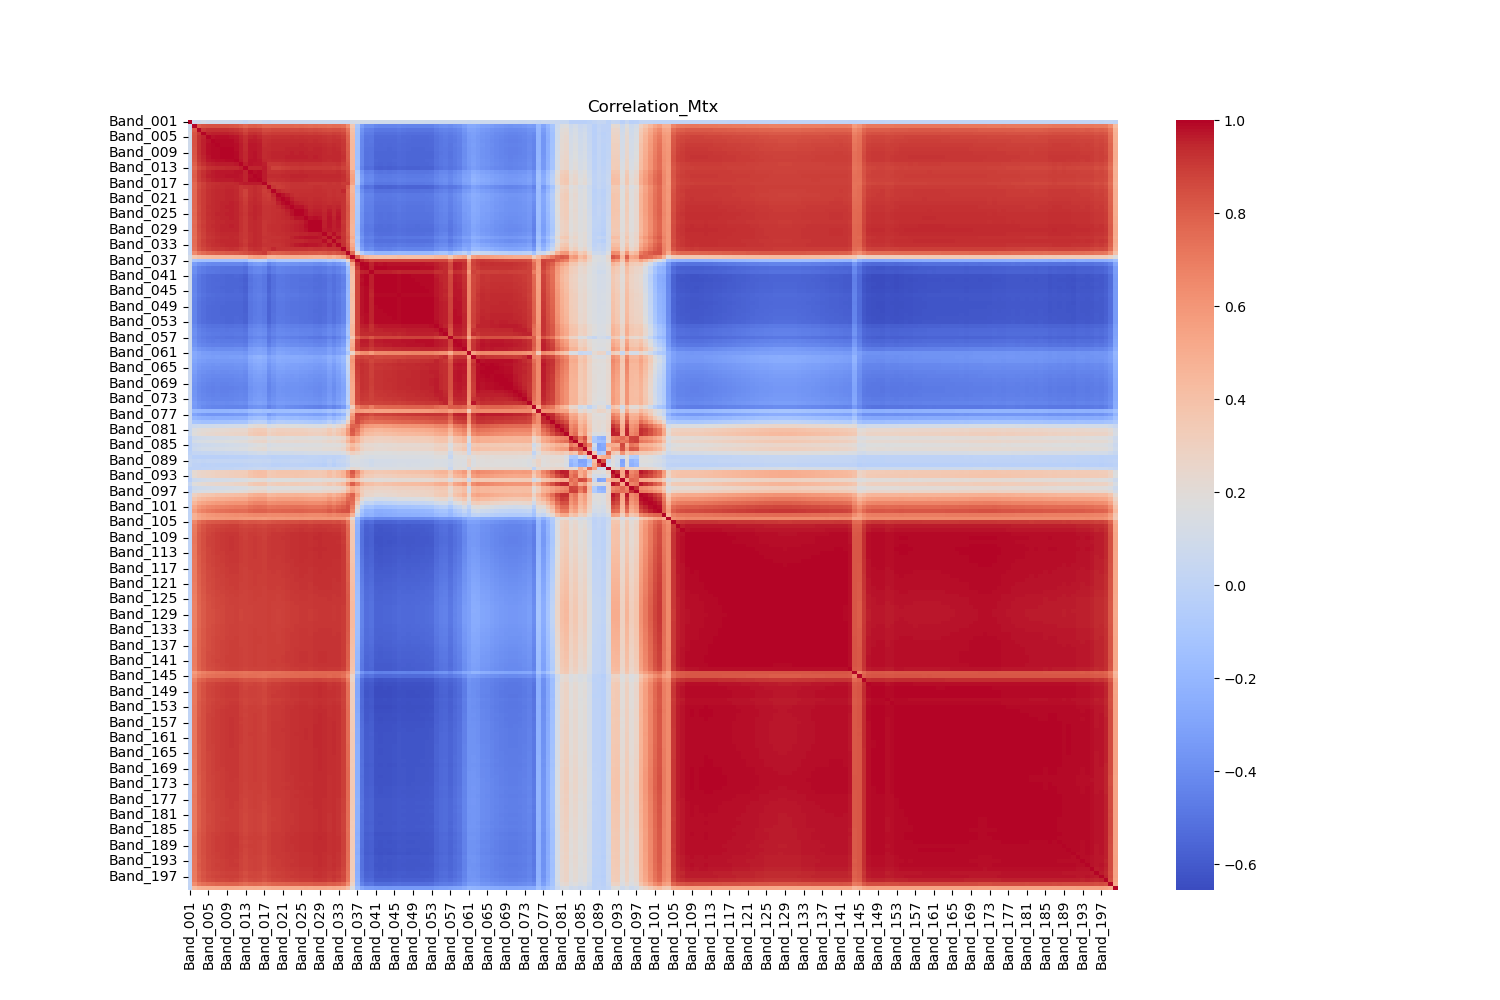 Correlation_Mtx
Band_001
Band_005
Band_009
Band_013
Band_017
Band_021
Band_025
Band_029
Band_033
Band_037
Band_041
Band_045
Band_049
Band_053
Band_057
Band_061
Band_065
Band_069
Band_073
Band_077
Band_081
Band_085
Band_089
Band_093
Band_097
Band_101
Band_105
Band_109
Band_113
Band_117
Band_121
Band_125
Band_129
Band_133
Band_137
Band_141
Band_145
Band_149
Band_153
Band_157
Band_161
Band_165
Band_169
Band_173
Band_177
Band_181
Band_185
Band_189
Band_193
Band_197
Band_001
Band_005
Band_009
Band_013
Band_017
Band_021
Band_025
Band_029
Band_033
Band_037
Band_041
Band_045
Band_049
Band_053
Band_057
Band_061
Band_065
Band_069
Band_073
Band_077
Band_081
Band_085
Band_089
Band_093
Band_097
Band_101
Band_105
Band_109
Band_113
Band_117
Band_121
Band_125
Band_129
Band_133
Band_137
Band_141
Band_145
Band_149
Band_153
Band_157
Band_161
Band_165
Band_169
Band_173
Band_177
Band_181
Band_185
Band_189
Band_193
Band_197
1.0
0.8
0.6
0.4
0.2
0.0
−0.2
−0.4
−0.6